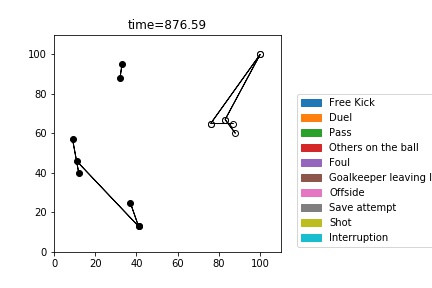 time=876.59
100
80
60
40
20
0
0 20 40 60 80 100
Free Kick
Duel
Pass
Others on the ball
Foul
Goalkeeper leaving l
Offside
Save attempt
Shot
Interruption